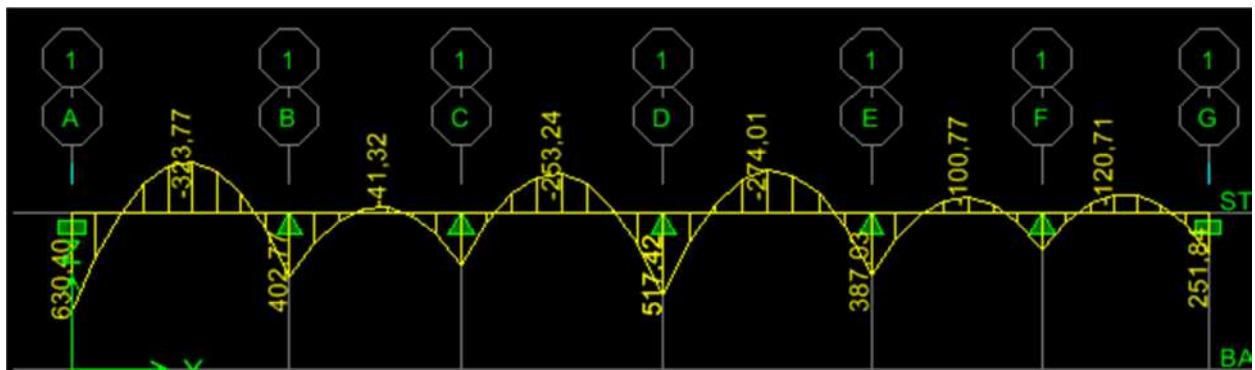 1 1 1 1 1 1 1
A B C D E F G
-323,77 -41,32 -253,24 -274,01 -100,77 -120,71
ST
630,40 402,77 517,42 387,63 251,84
BA